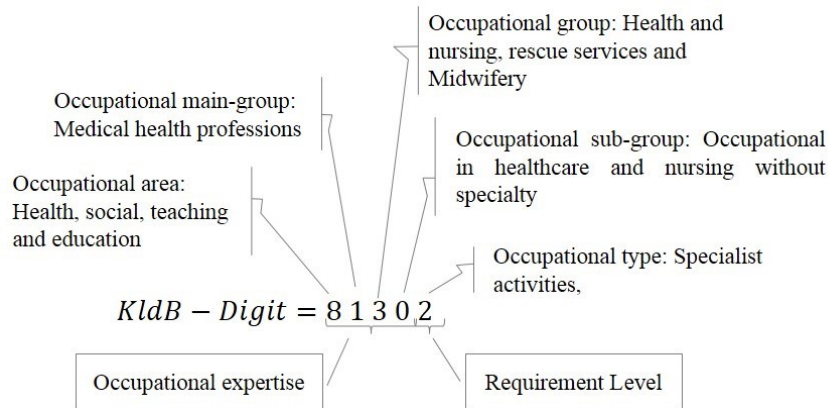 Occupational group: Health and
nursing, rescue services and
Midwifery
Occupational main-group:
Medical health professions
Occupational sub-group: Occupational
in healthcare and nursing without
specialty
Occupational area:
Health, social, teaching
and education
Occupational type: Specialist
activities,
KldB − Digit = 8 1 3 0 2
Occupational expertise
Requirement Level